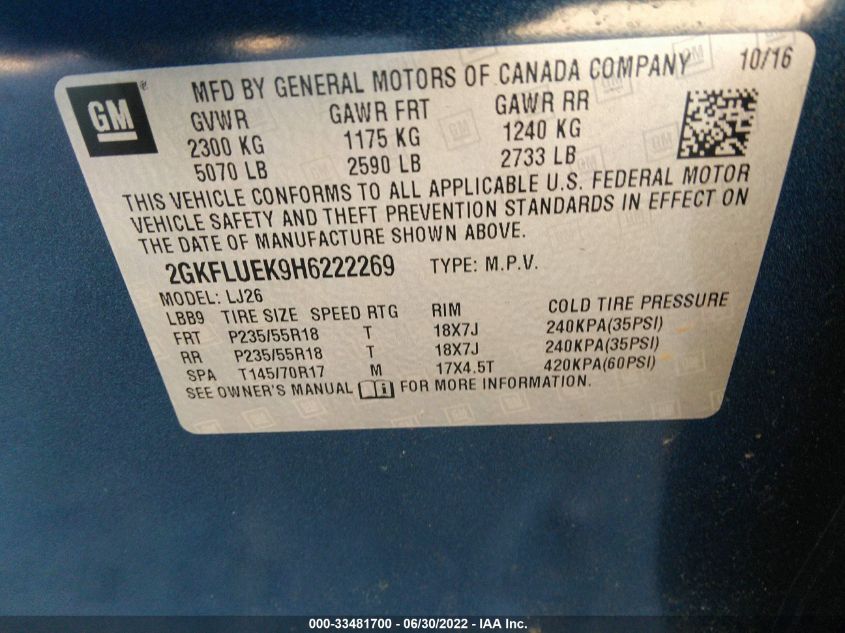 GM
®
MFD BY GENERAL MOTORS OF CANADA COMPANY 10/16
GVWR GAWR FRT GAWR RR
2300 KG 1175 KG 1240 KG
5070 LB 2590 LB 2733 LB
THIS VEHICLE CONFORMS TO ALL APPLICABLE U.S. FEDERAL MOTOR
VEHICLE SAFETY AND THEFT PREVENTION STANDARDS IN EFFECT ON
THE DATE OF MANUFACTURE SHOWN ABOVE.
2GKFLUEK9H6222269 TYPE: M.P.V.
MODEL: LJ26
LBB9 TIRE SIZE SPEED RTG RIM COLD TIRE PRESSURE
FRT P235/55R18 T 18X7J 240KPA(35PSI)
RR P235/55R18 T 18X7J 240KPA(35PSI)
SPA T145/70R17 M 17X4.5T 420KPA(60PSI)
SEE OWNER'S MANUAL FOR MORE INFORMATION.
000-33481700 - 06/30/2022 - IAA Inc.